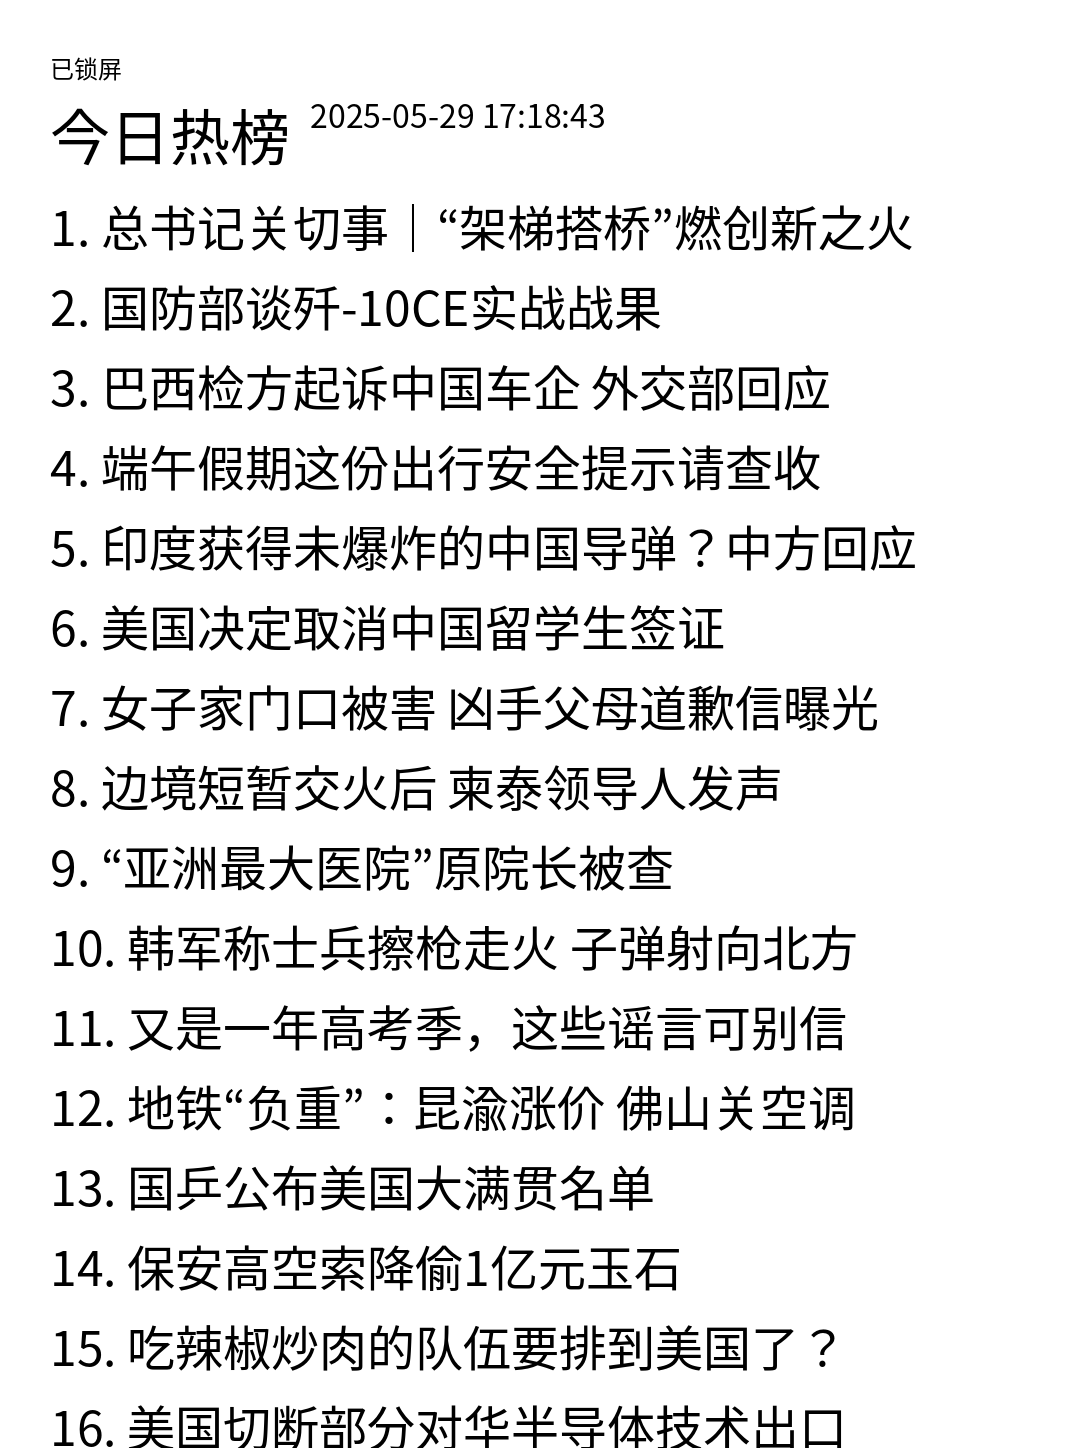 已锁屏
今日热榜 2025-05-29 17:18:43
1. 总书记关切事｜“架梯搭桥”燃创新之火
2. 国防部谈歼-10CE实战战果
3. 巴西检方起诉中国车企 外交部回应
4. 端午假期这份出行安全提示请查收
5. 印度获得未爆炸的中国导弹？中方回应
6. 美国决定取消中国留学生签证
7. 女子家门口被害 凶手父母道歉信曝光
8. 边境短暂交火后 柬泰领导人发声
9. “亚洲最大医院”原院长被查
10. 韩军称士兵擦枪走火 子弹射向北方
11. 又是一年高考季，这些谣言可别信
12. 地铁“负重”：昆渝涨价 佛山关空调
13. 国乒公布美国大满贯名单
14. 保安高空索降偷1亿元玉石
15. 吃辣椒炒肉的队伍要排到美国了？
16. 美国切断部分对华半导体技术出口